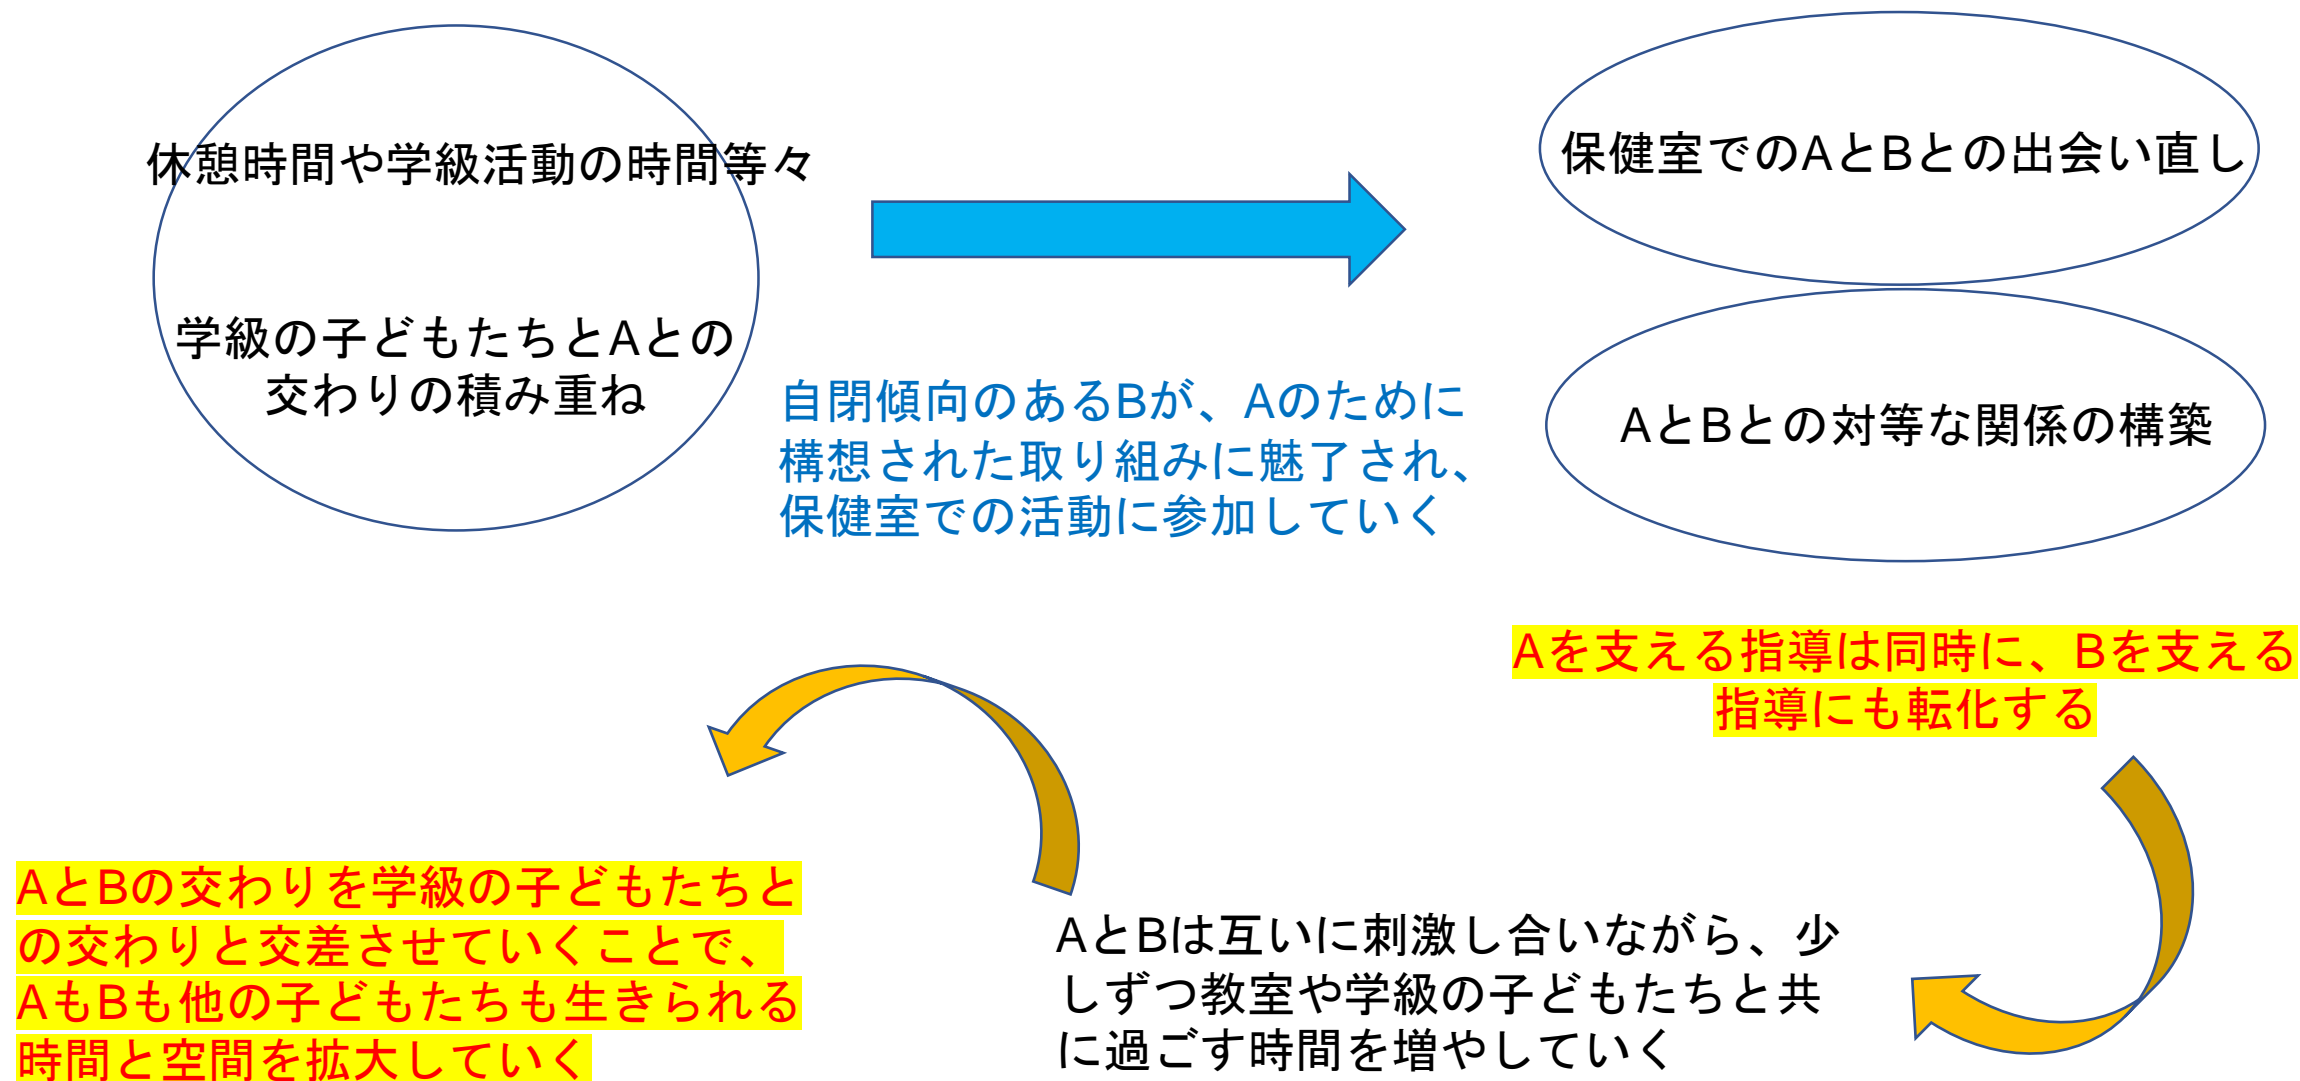 休憩時間や学級活動の時間等々
学級の子どもたちとAとの
交わりの積み重ね
自閉傾向のあるBが、Aのために
構想された取り組みに魅了され、
保健室での活動に参加していく
保健室でのAとBとの出会い直し
AとBとの対等な関係の構築
Aを支える指導は同時に、Bを支える
指導にも転化する
AとBは互いに刺激し合いながら、少
しずつ教室や学級の子どもたちと共
に過ごす時間を増やしていく
AとBの交わりを学級の子どもたちと
の交わりと交差させていくことで、
AもBも他の子どもたちも生きられる
時間と空間を拡大していく